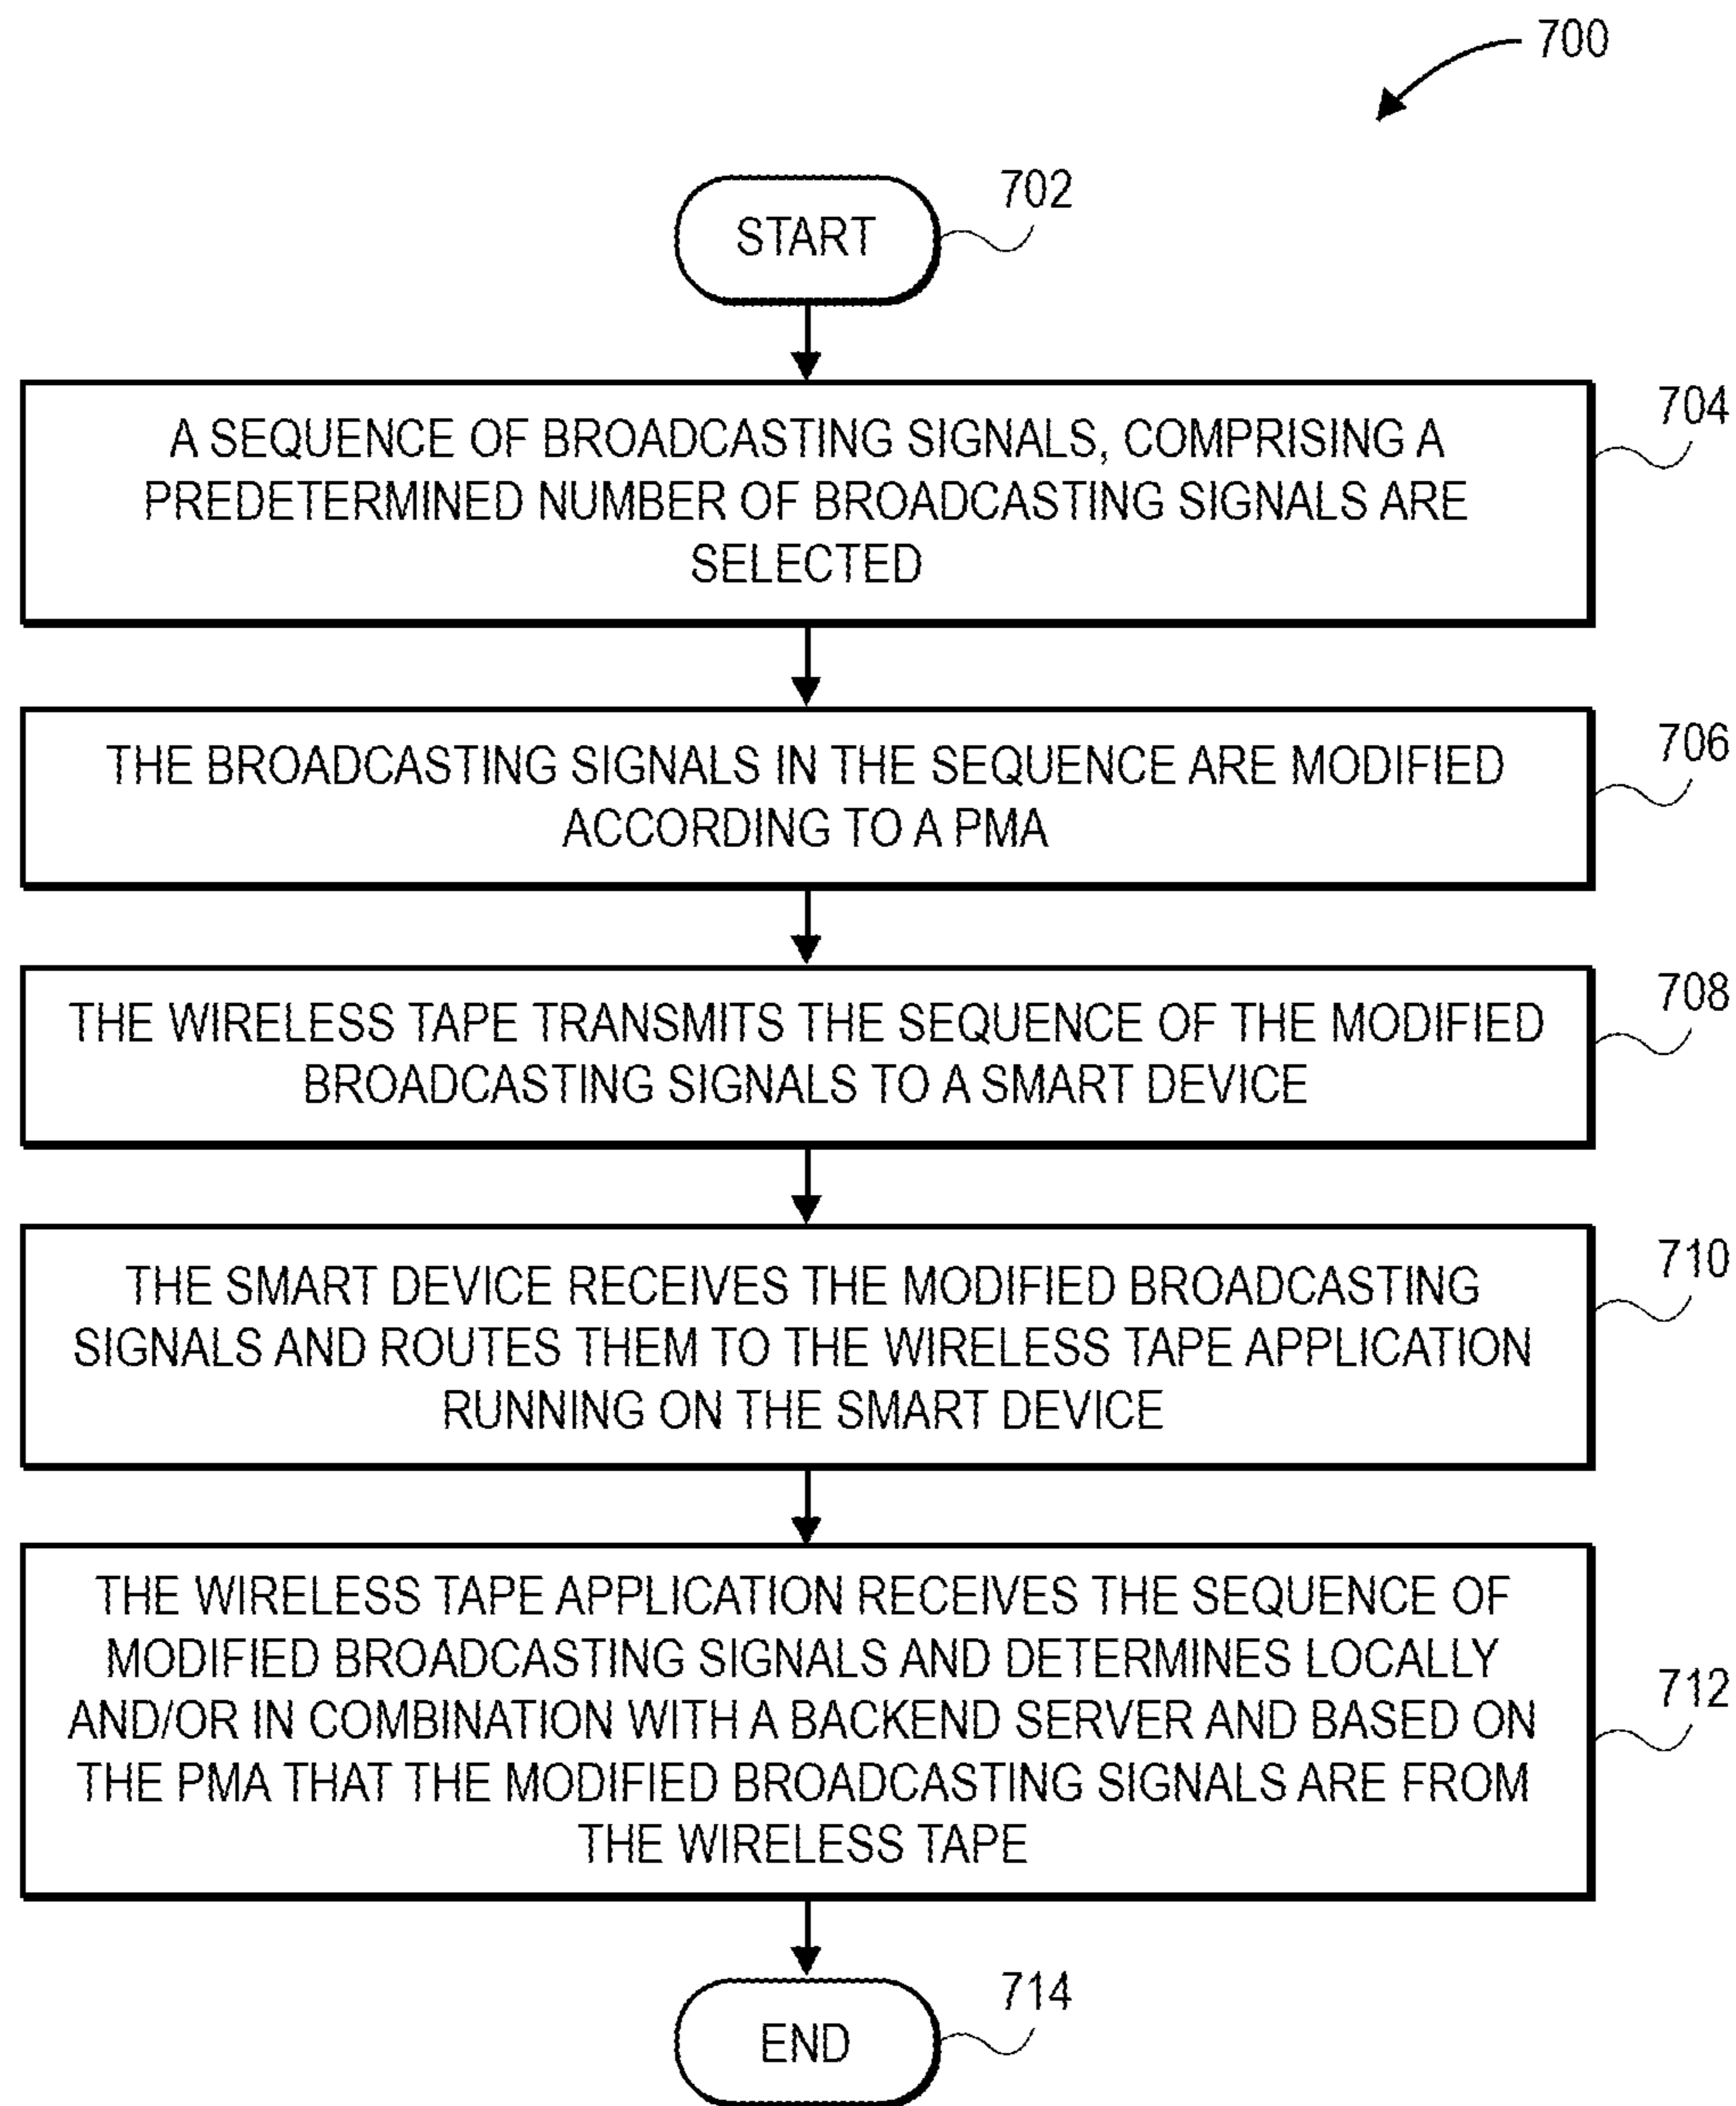 700
START
702
A SEQUENCE OF BROADCASTING SIGNALS, COMPRISING A
PREDETERMINED NUMBER OF BROADCASTING SIGNALS ARE
SELECTED
704
THE BROADCASTING SIGNALS IN THE SEQUENCE ARE MODIFIED
ACCORDING TO A PMA
706
THE WIRELESS TAPE TRANSMITS THE SEQUENCE OF THE MODIFIED
BROADCASTING SIGNALS TO A SMART DEVICE
708
THE SMART DEVICE RECEIVES THE MODIFIED BROADCASTING
SIGNALS AND ROUTES THEM TO THE WIRELESS TAPE APPLICATION
RUNNING ON THE SMART DEVICE
710
THE WIRELESS TAPE APPLICATION RECEIVES THE SEQUENCE OF
MODIFIED BROADCASTING SIGNALS AND DETERMINES LOCALLY
AND/OR IN COMBINATION WITH A BACKEND SERVER AND BASED ON
THE PMA THAT THE MODIFIED BROADCASTING SIGNALS ARE FROM
THE WIRELESS TAPE
712
END
714